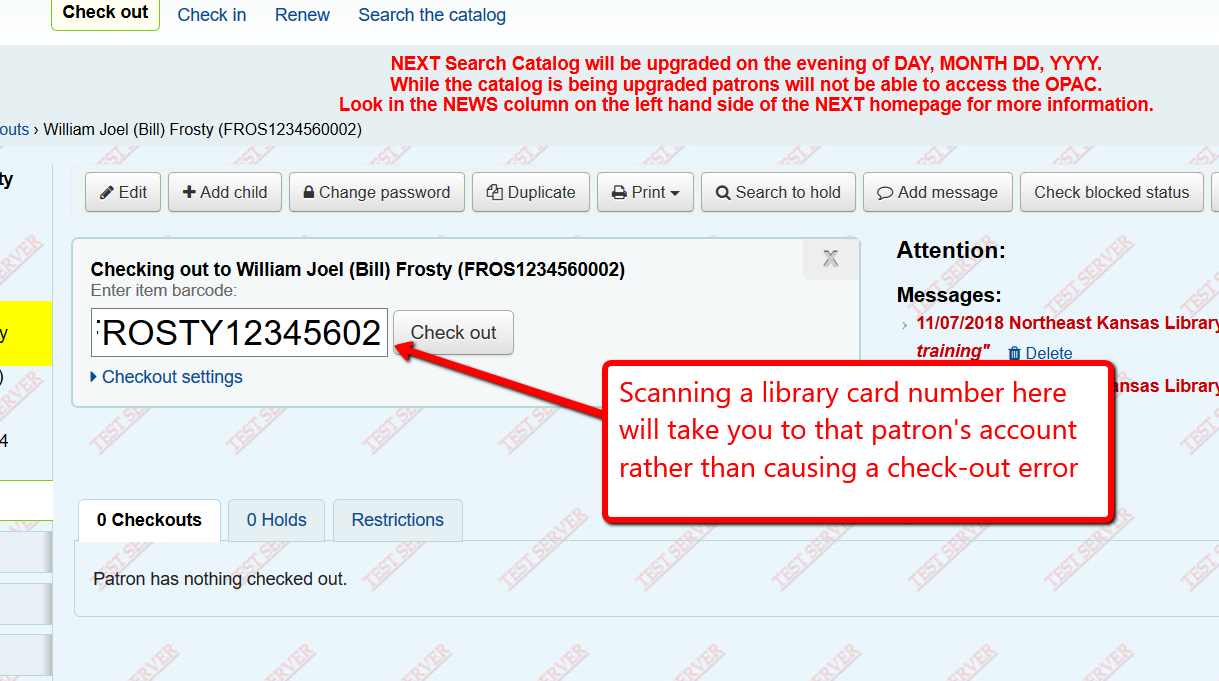 Check out Check in Renew Search the catalog
NEXT Search Catalog will be upgraded on the evening of DAY, MONTH DD, YYYY.
While the catalog is being upgraded patrons will not be able to access the OPAC.
Look in the NEWS column on the left hand side of the NEXT homepage for more information.
outs › William Joel (Bill) Frosty (FROS1234560002)
ty
Edit Add child Change password Duplicate Print Search to hold Add message Check blocked status
Checking out to William Joel (Bill) Frosty (FROS1234560002)
X
Enter item barcode:
ROSTY12345602 Check out
Checkout settings
Attention:
Messages:
11/07/2018 Northeast Kansas Library
training" Delete
ansas Library
y
)
4
Scanning a library card number here
will take you to that patron's account
rather than causing a check-out error
0 Checkouts 0 Holds Restrictions
Patron has nothing checked out.
TEST SERVER